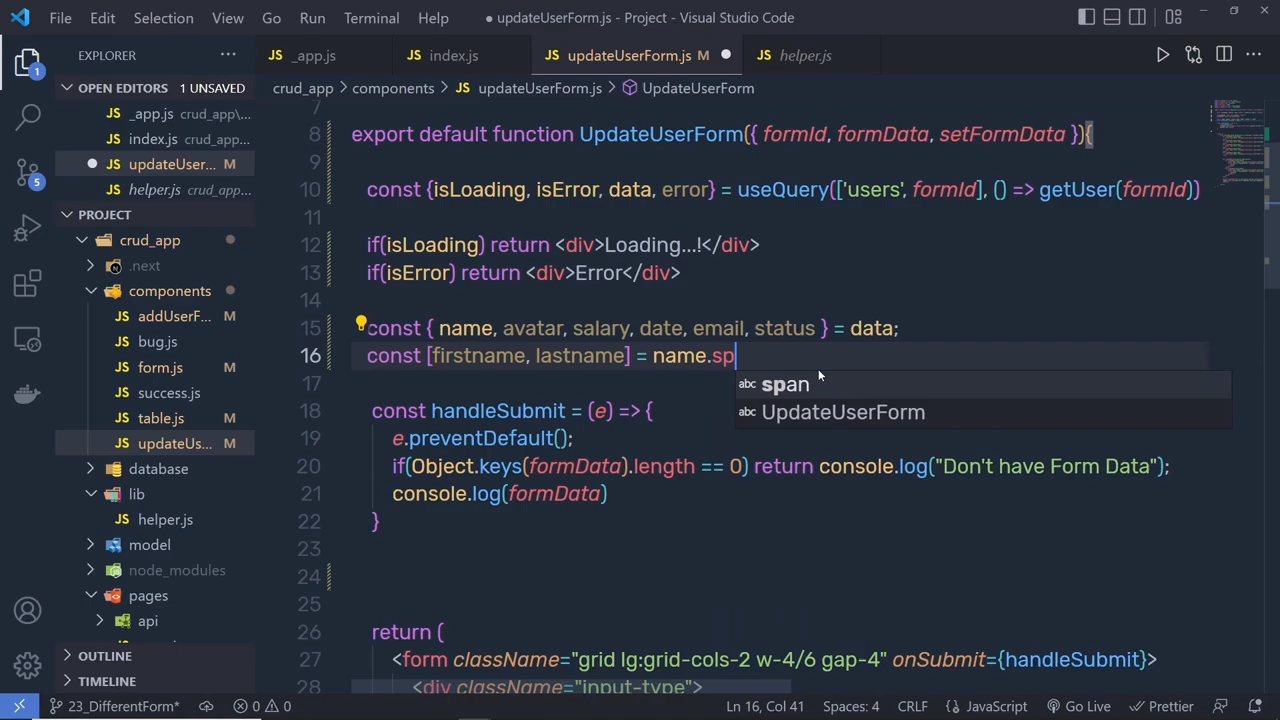 File Edit Selection View Go Run Terminal Help ● updateUserForm.js - Project - Visual Studio Code
EXPLORER ···
JS _app.js JS index.js JS updateUserForm.js M ● JS helper.js
crud_app > components > JS updateUserForm.js > UpdateUserForm
1
5
OPEN EDITORS 1 UNSAVED
JS _app.js crud_app\...
JS index.js crud_app...
● JS updateUser... M
JS helper.js crud_app...
PROJECT
crud_app
.next
components
JS addUserF... M
JS bug.js
JS form.js M
JS success.js
JS table.js M
JS updateUs... M
database
lib
JS helper.js
model
node_modules
pages
api
OUTLINE
TIMELINE
7
8 export default function UpdateUserForm({ formId, formData, setFormData }){
9
10 const {isLoading, isError, data, error} = useQuery(['users', formId], () => getUser(formId))
11
12 if(isLoading) return <div>Loading...!</div>
13 if(isError) return <div>Error</div>
14
15 const { name, avatar, salary, date, email, status } = data;
16 const [firstname, lastname] = name.sp
abc span
abc UpdateUserForm
17
18 const handleSubmit = (e) => {
19 e.preventDefault();
20 if(Object.keys(formData).length == 0) return console.log("Don't have Form Data");
21 console.log(formData)
22 }
23
24
25
26 return (
27 <form className="grid lg:grid-cols-2 w-4/6 gap-4" onSubmit={handleSubmit}>
28 <div className="input-type">
23_DifferentForm* 0 0 Ln 16, Col 41 Spaces: 4 CRLF {} JavaScript Go Live Prettier